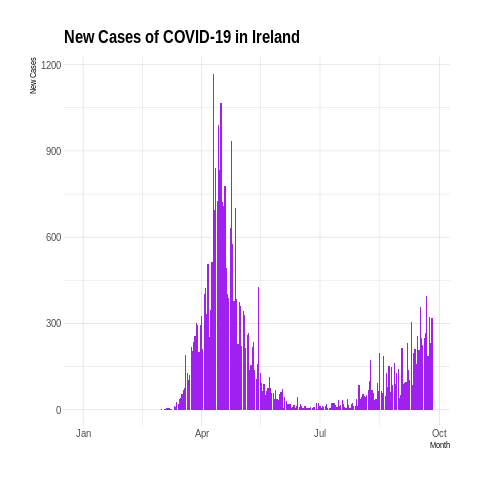 New Cases of COVID-19 in Ireland
New Cases
1200
900
600
300
0
Jan Apr Jul Oct
Month